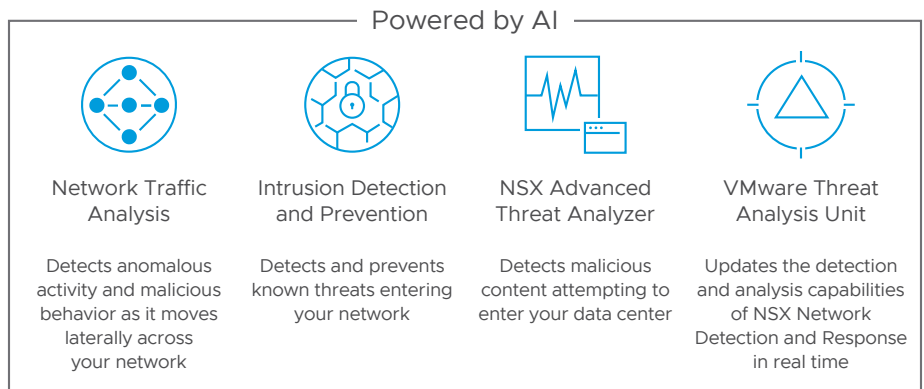 Powered by AI
Network Traffic
Analysis
Detects anomalous
activity and malicious
behavior as it moves
laterally across
your network
Intrusion Detection
and Prevention
Detects and prevents
known threats entering
your network
NSX Advanced
Threat Analyzer
Detects malicious
content attempting to
enter your data center
VMware Threat
Analysis Unit
Updates the detection
and analysis capabilities
of NSX Network
Detection and Response
in real time